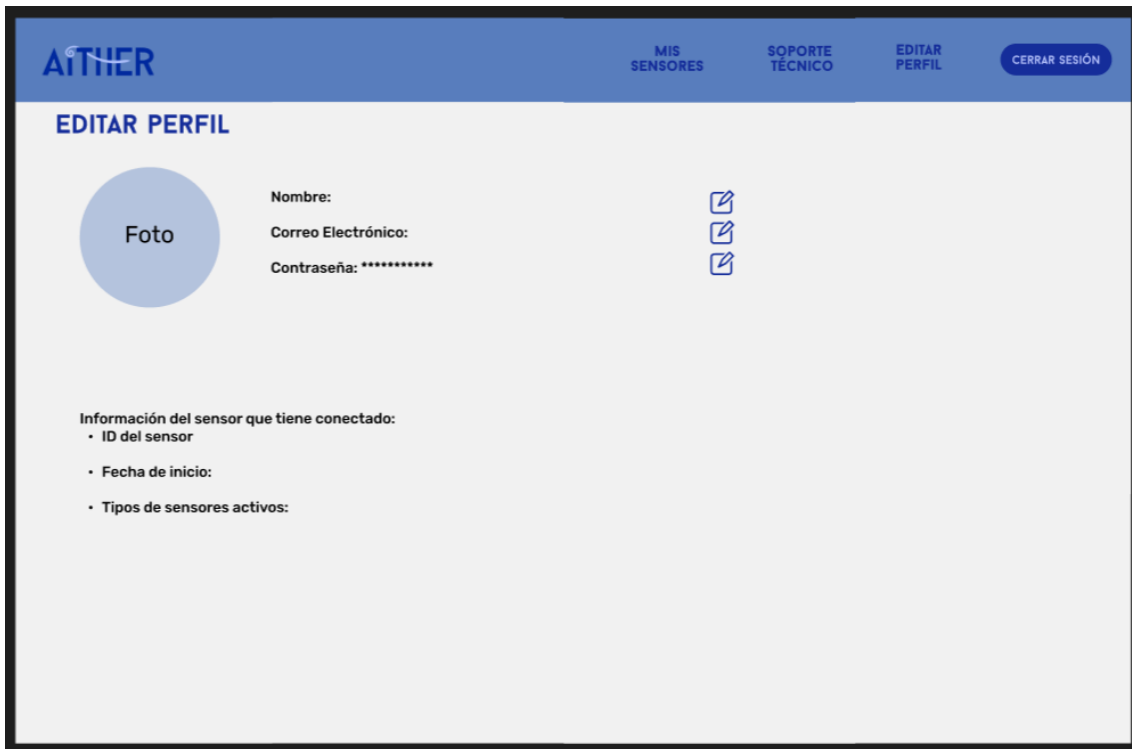 AiTHER
MIS
SENSORES
SOPORTE
TÉCNICO
EDITAR
PERFIL
CERRAR SESIÓN
EDITAR PERFIL
Foto
Nombre:
Correo Electrónico:
Contraseña: ***********
Información del sensor que tiene conectado:
• ID del sensor
• Fecha de inicio:
• Tipos de sensores activos: